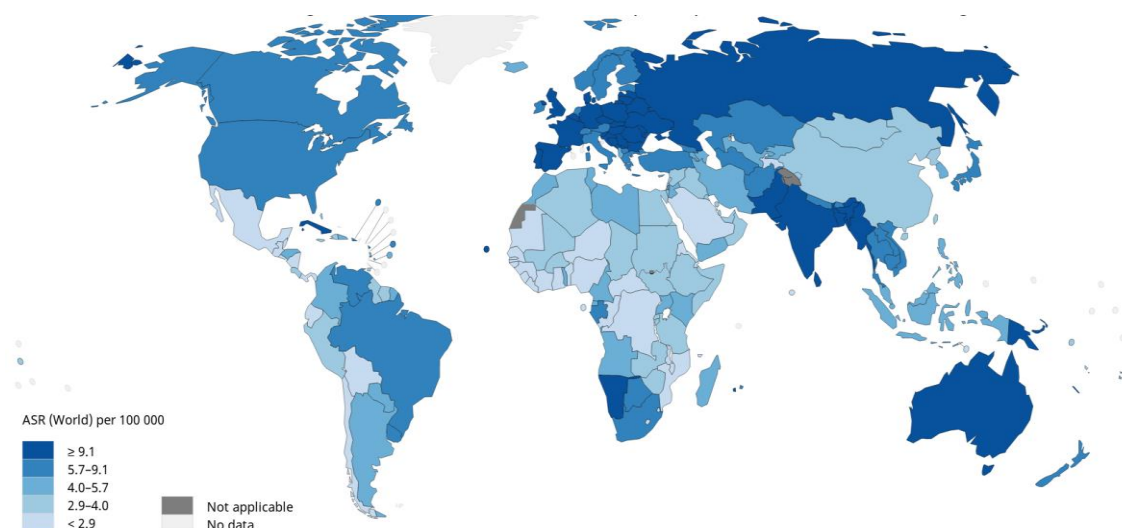 ASR (World) per 100 000
≥ 9.1
5.7–9.1
4.0–5.7
2.9–4.0
< 2.9
Not applicable
No data